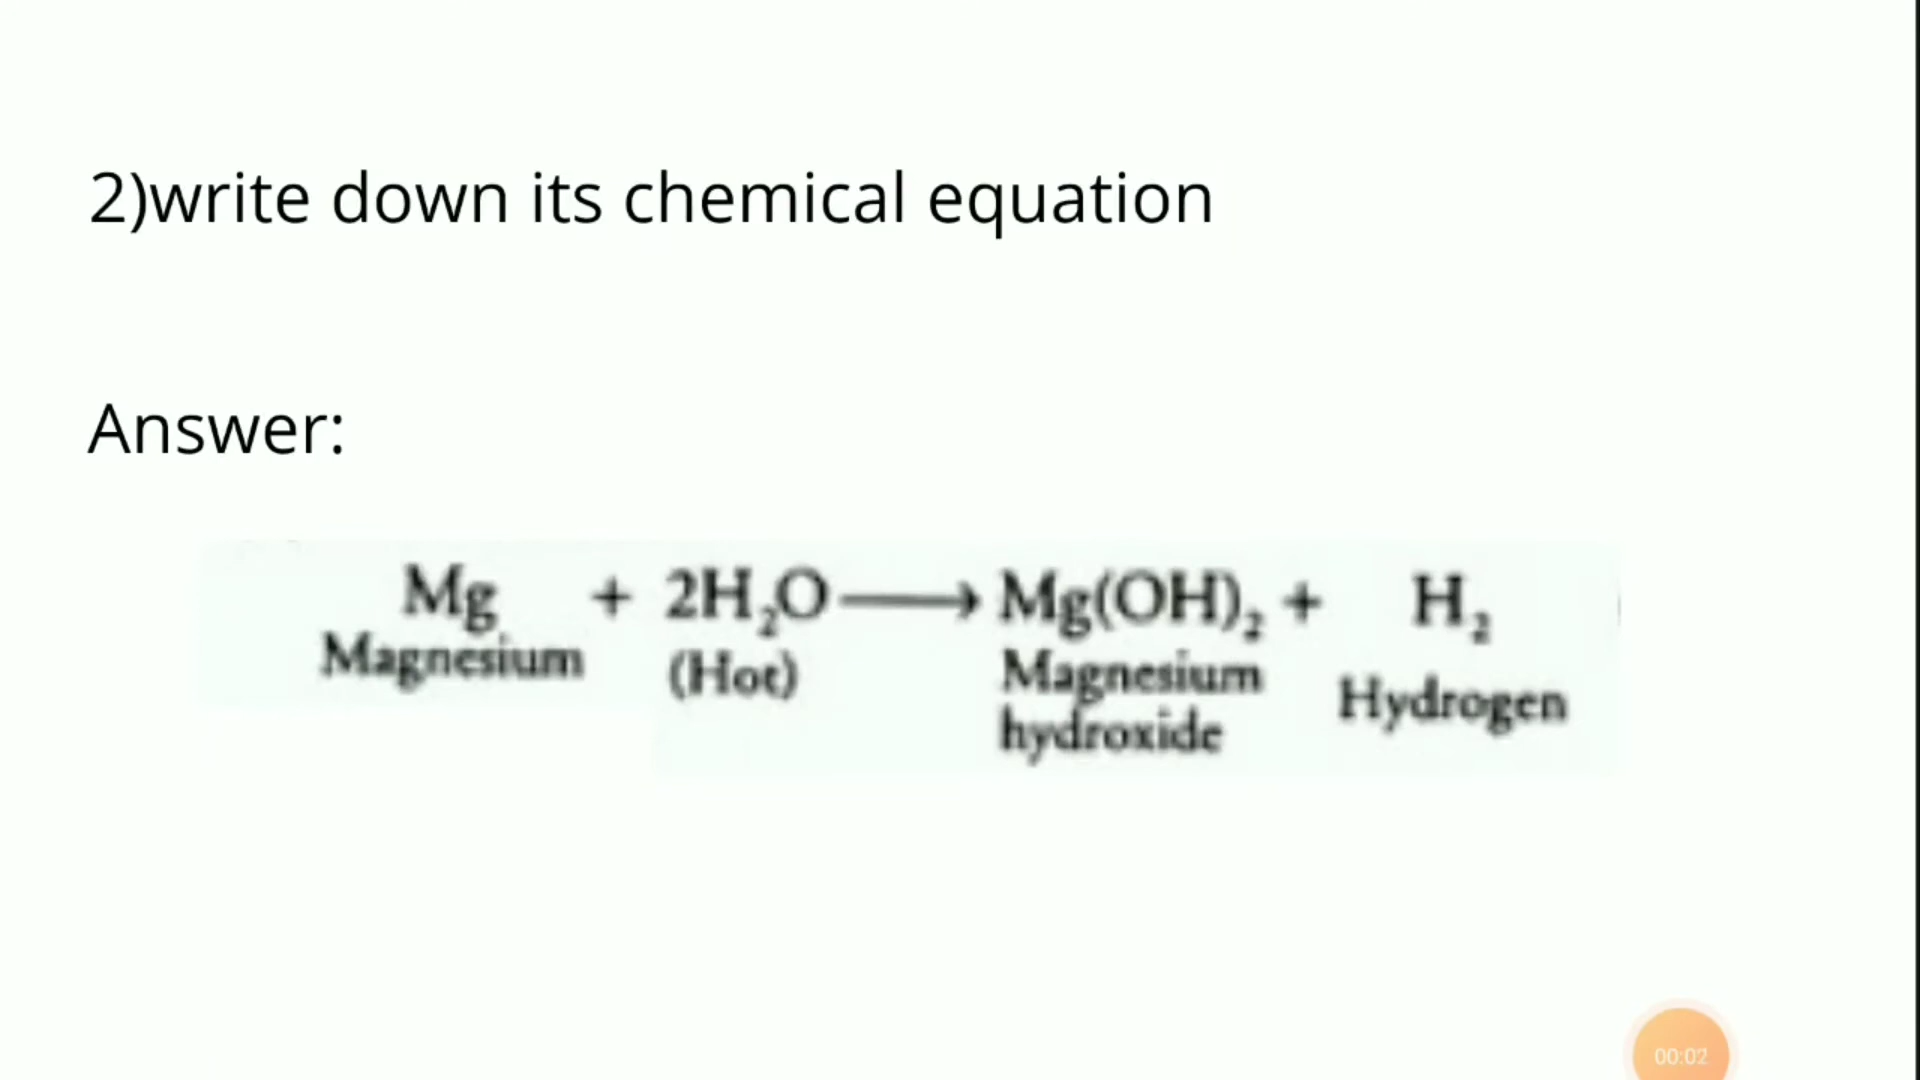 2)write down its chemical equation
Answer:
Mg + 2H₂O ⟶ Mg(OH)₂ + H₂
Magnesium (Hot) Magnesium hydroxide Hydrogen
00:02